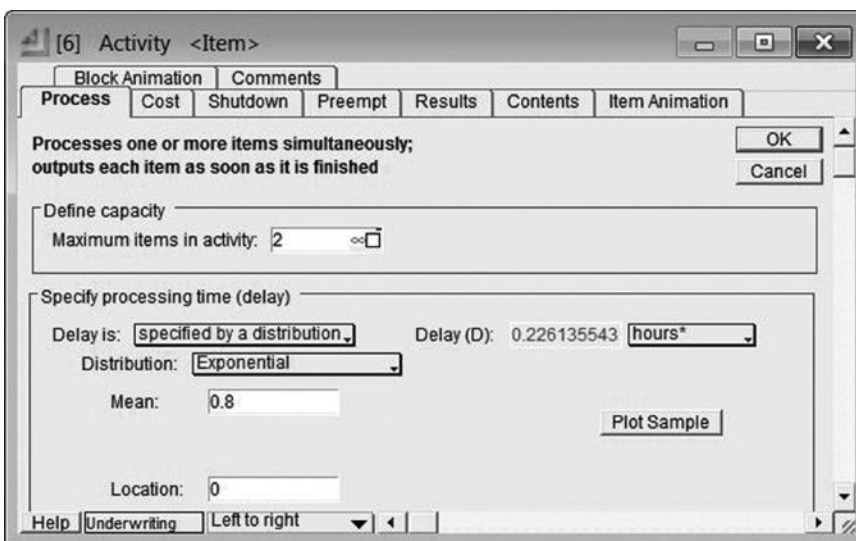 [6] Activity <Item>
Block Animation Comments
Process Cost Shutdown Preempt Results Contents Item Animation
Processes one or more items simultaneously;
outputs each item as soon as it is finished
OK
Cancel
Define capacity
Maximum items in activity: 2 ∞
Specify processing time (delay)
Delay is: specified by a distribution Delay (D): 0.226135543 hours*
Distribution: Exponential
Mean: 0.8
Plot Sample
Location: 0
Help Underwriting Left to right